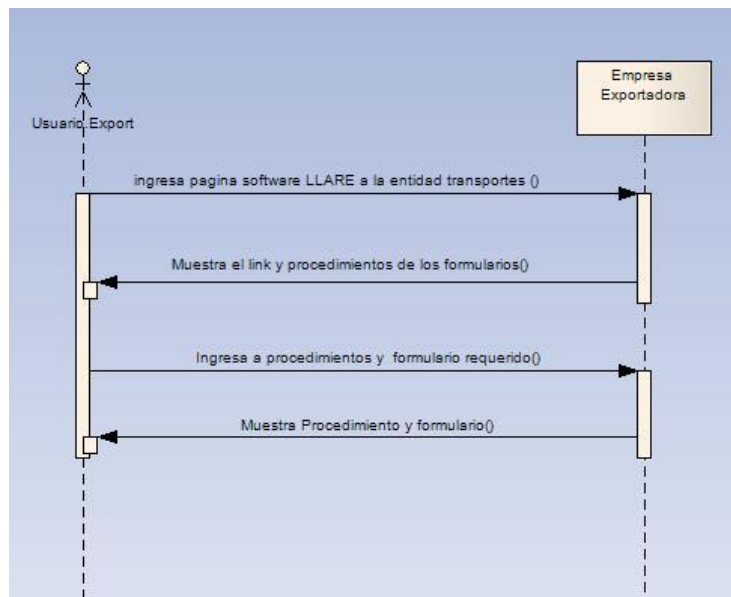 Empresa
Exportadora
Usuario.Export
ingresa pagina software LLARE a la entidad transportes ()
Muestra el link y procedimientos de los formularios()
Ingresa a procedimientos y formulario requerido()
Muestra Procedimiento y formulario()